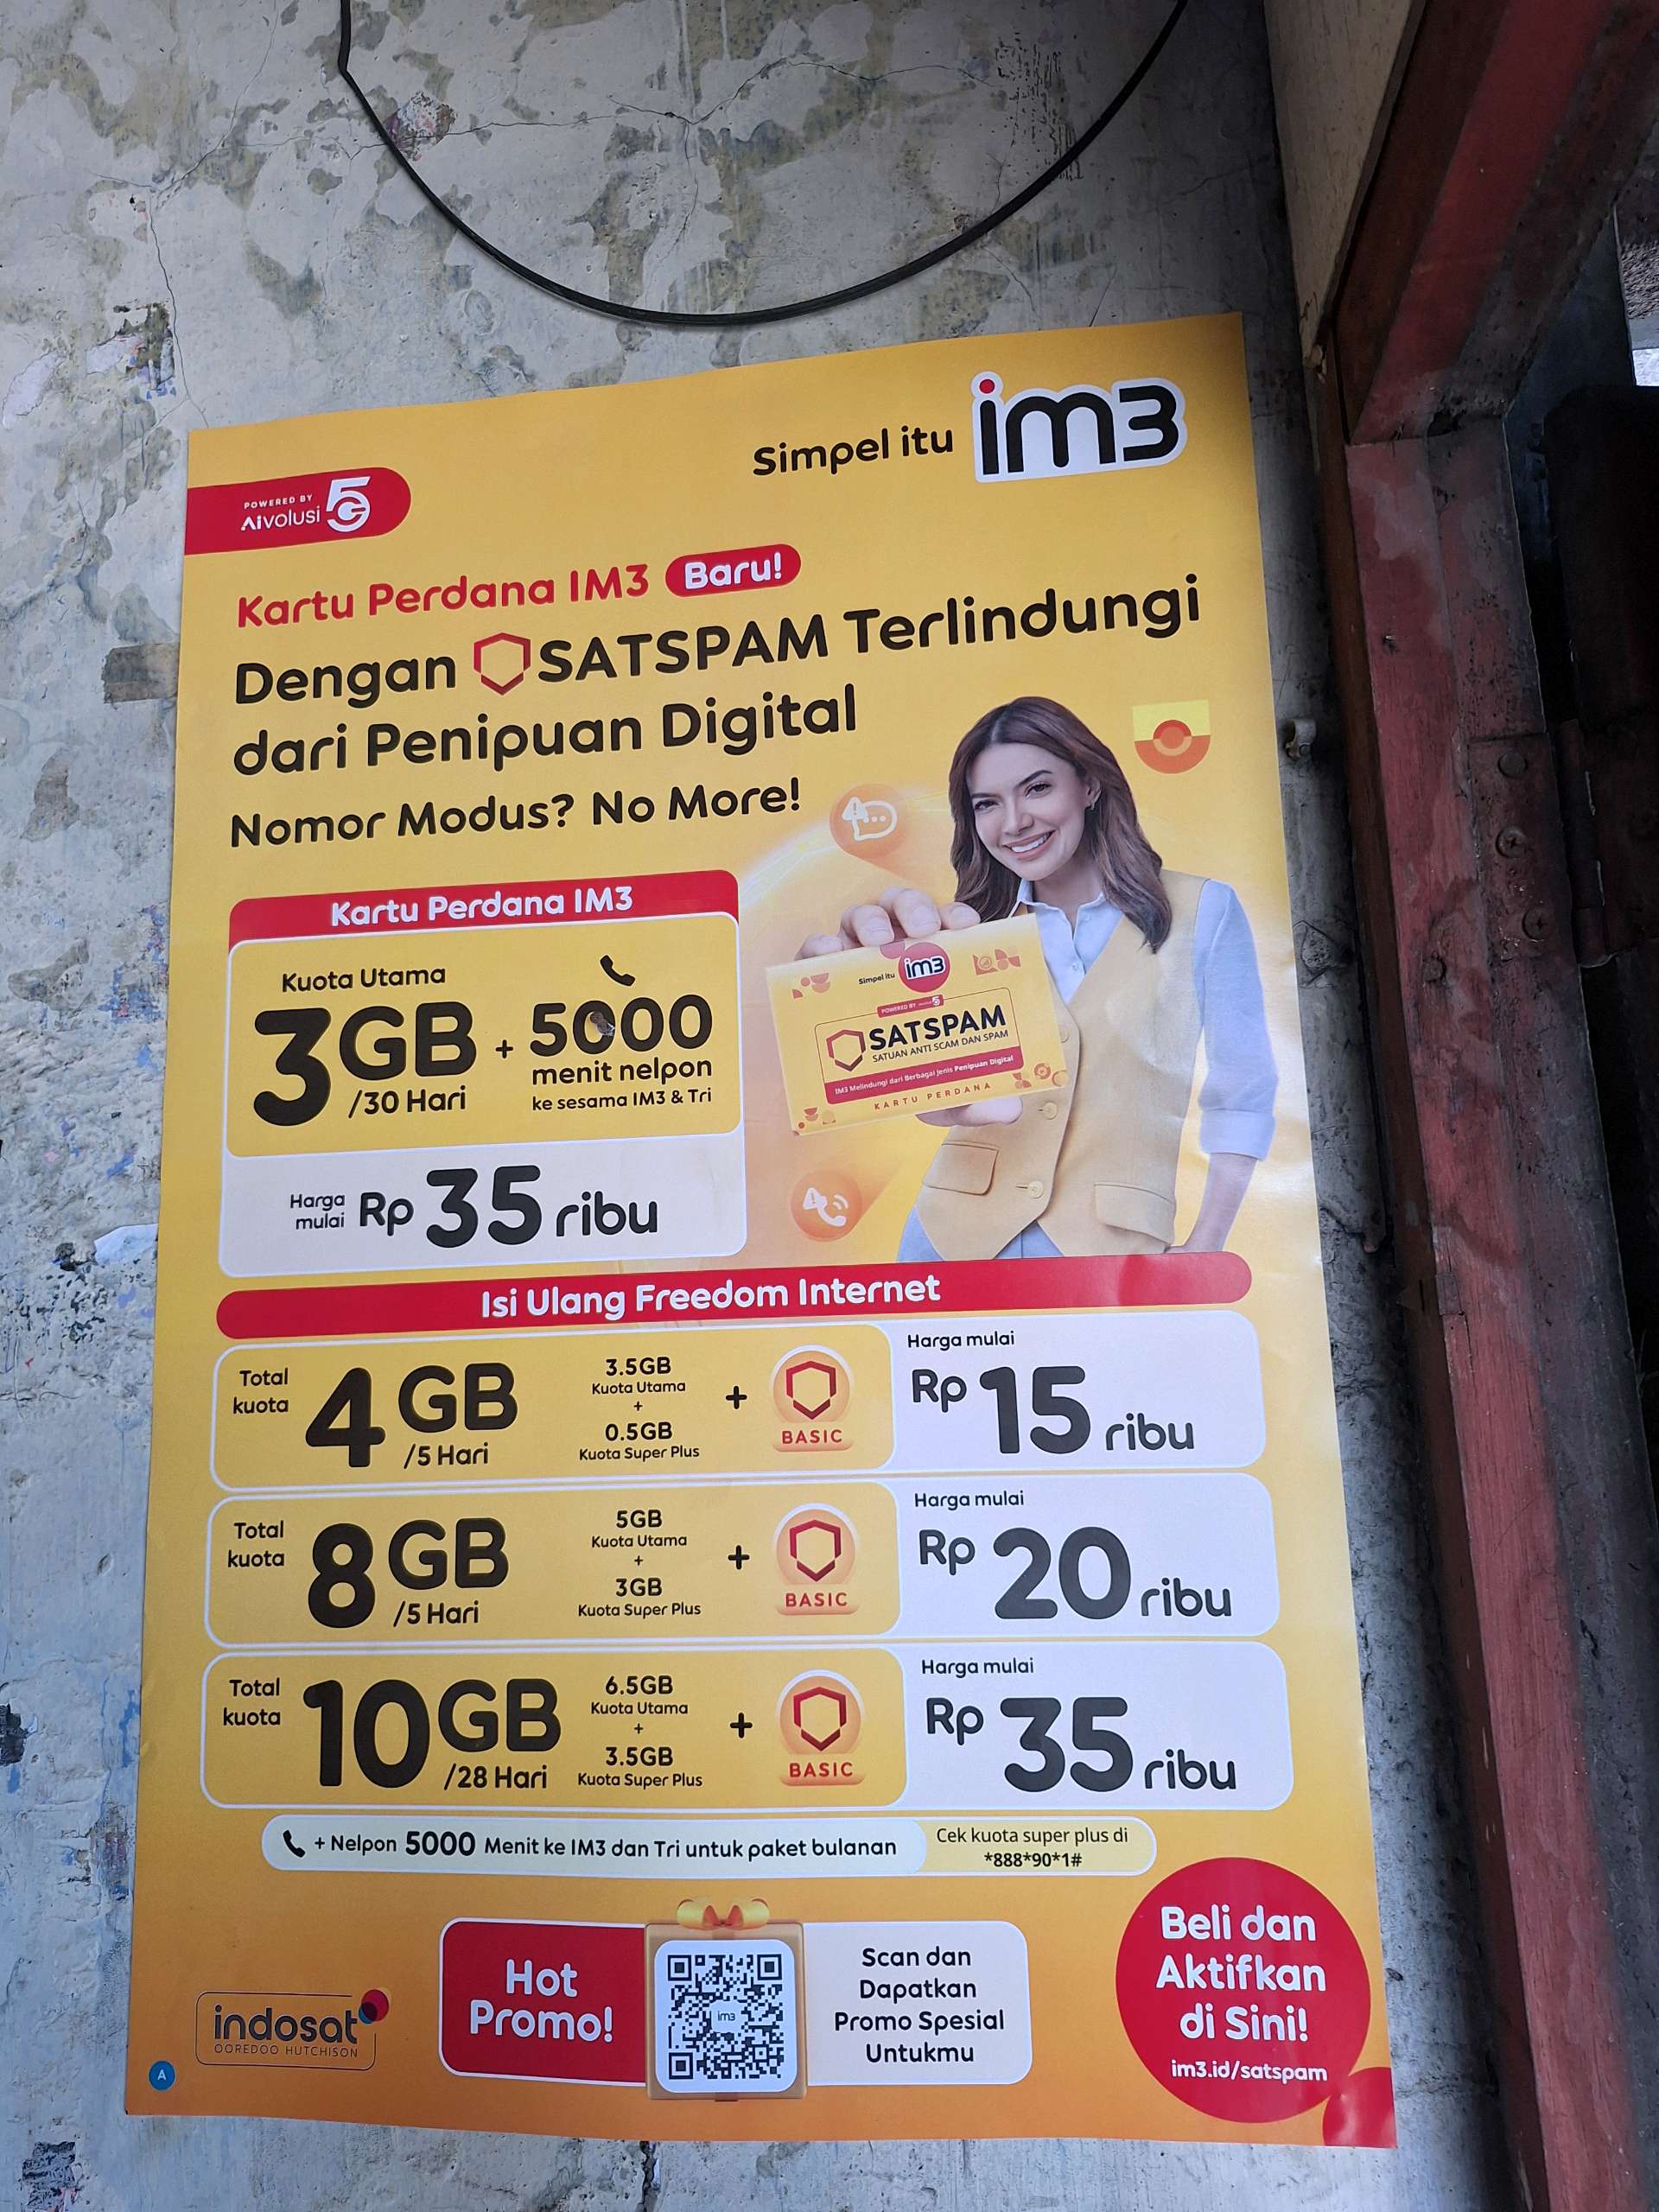 Simpel itu im3
POWERED BY
AIvolusi 5G
Kartu Perdana IM3 Baru!
Dengan SATSPAM Terlindungi
dari Penipuan Digital
Nomor Modus? No More!
Kartu Perdana IM3
Kuota Utama
3GB
/30 Hari
+
5000
menit nelpon
ke sesama IM3 & Tri
Harga
mulai
Rp 35 ribu
Simpel itu im3
POWERED BY AIvolusi 5G
SATSPAM
SATUAN ANTI SCAM DAN SPAM
IM3 Melindungi dari Berbagai Jenis Penipuan Digital
KARTU PERDANA
Isi Ulang Freedom Internet
Total
kuota
4GB
/5 Hari
3.5GB
Kuota Utama
+
0.5GB
Kuota Super Plus
+
BASIC
Harga mulai
Rp 15 ribu
Total
kuota
8GB
/5 Hari
5GB
Kuota Utama
+
3GB
Kuota Super Plus
+
BASIC
Harga mulai
Rp 20 ribu
Total
kuota
10GB
/28 Hari
6.5GB
Kuota Utama
+
3.5GB
Kuota Super Plus
+
BASIC
Harga mulai
Rp 35 ribu
+ Nelpon 5000 Menit ke IM3 dan Tri untuk paket bulanan
Cek kuota super plus di
*888*90*1#
indosat
OOREDOO HUTCHISON
A
Hot
Promo!
im3
Scan dan
Dapatkan
Promo Spesial
Untukmu
Beli dan
Aktifkan
di Sini!
im3.id/satspam